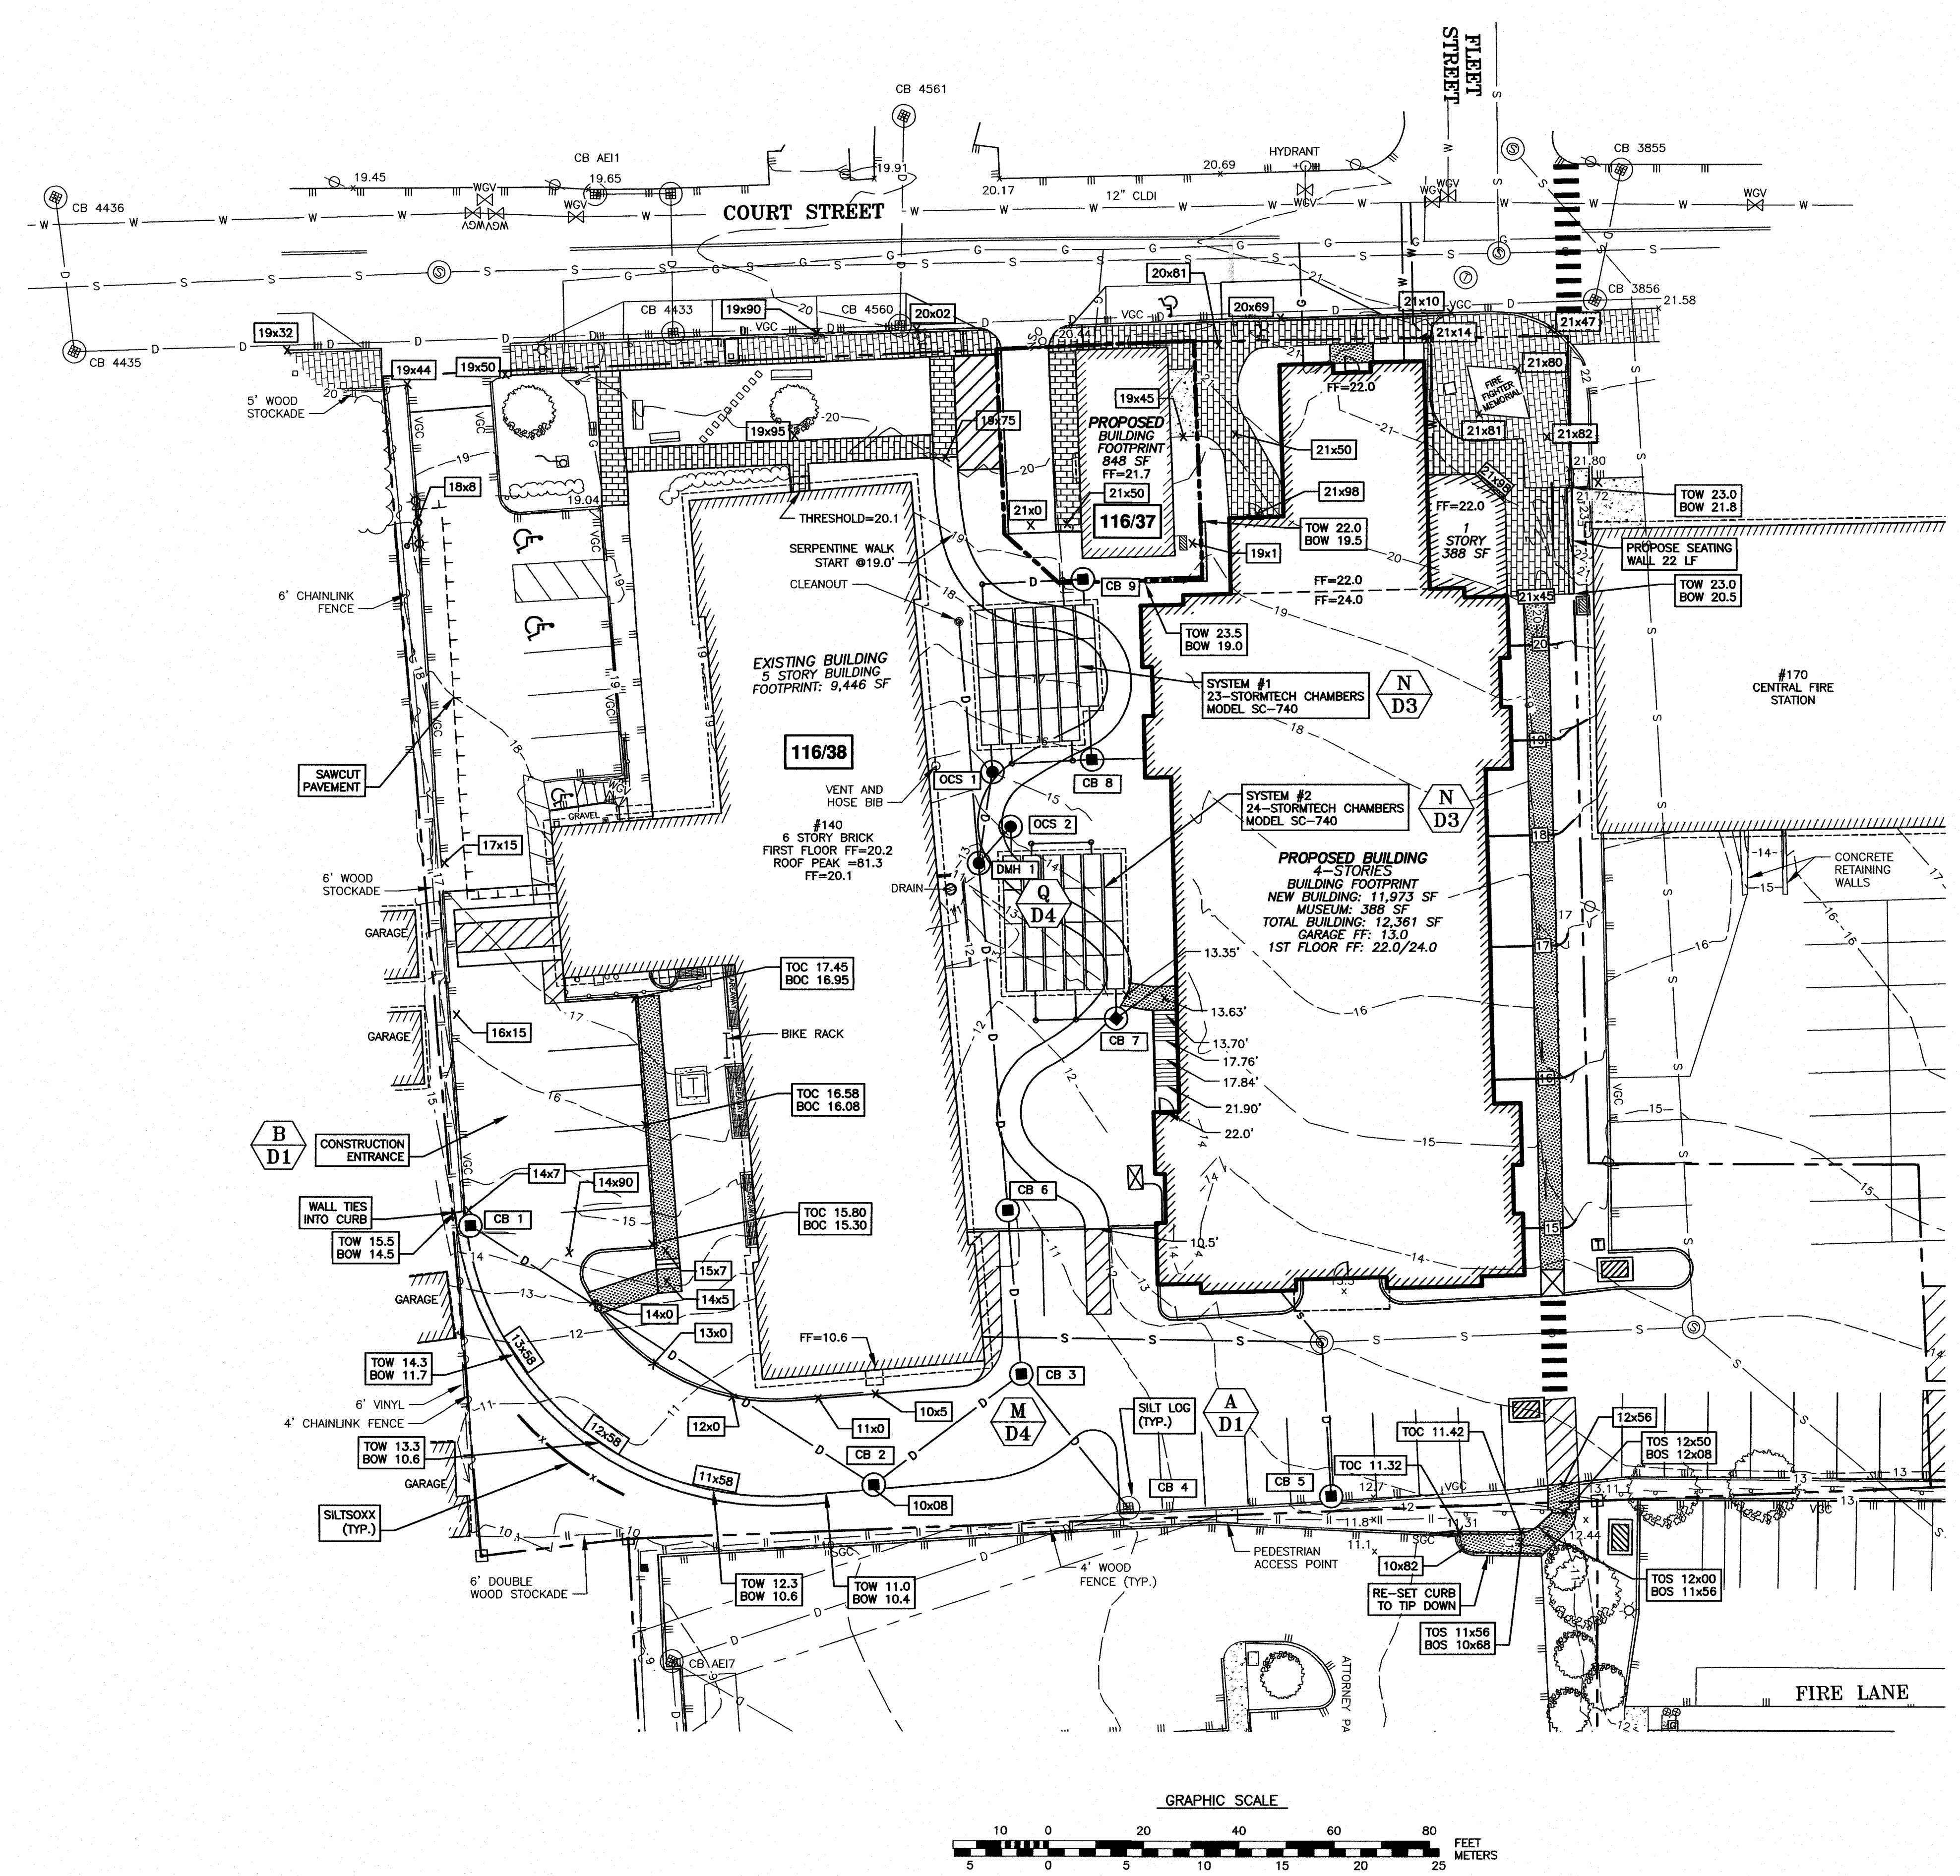 FLEET
STREET
CB 4561
CB AEI1
19.45
19.65
19.91
20.17
20.69
HYDRANT
CB 3855
CB 4436
WGV
WGV
WGV
WGV
WGV
COURT STREET
12" CLDI
CB 4435
CB 4433
CB 4560
CB 3856
21.58
19x32
19x90
20x02
20x81
20x69
21x10
VGC
21x14
21x47
19x44
19x50
5' WOOD
STOCKADE
19x95
19x75
19x45
21x50
21x98
21x80
FIRE
FIGHTER
MEMORIAL
21x81
21x82
21.80
21.72
21x98
FF=22.0
FF=22.0
1
STORY
388 SF
PROPOSED
BUILDING
FOOTPRINT
848 SF
FF=21.7
21x50
116/37
21x0
19x1
18x8
19.04
THRESHOLD=20.1
SERPENTINE WALK
START @19.0'
CLEANOUT
TOW 22.0
BOW 19.5
TOW 23.0
BOW 21.8
PROPOSE SEATING
WALL 22 LF
TOW 23.0
BOW 20.5
21x45
FF=22.0
FF=24.0
CB 9
TOW 23.5
BOW 19.0
6' CHAINLINK
FENCE
EXISTING BUILDING
5 STORY BUILDING
FOOTPRINT: 9,446 SF
116/38
SYSTEM #1
23-STORMTECH CHAMBERS
MODEL SC-740
N
D3
#170
CENTRAL FIRE
STATION
SAWCUT
PAVEMENT
OCS 1
CB 8
VENT AND
HOSE BIB
GRAVEL
#140
6 STORY BRICK
FIRST FLOOR FF=20.2
ROOF PEAK =81.3
FF=20.1
OCS 2
SYSTEM #2
24-STORMTECH CHAMBERS
MODEL SC-740
N
D3
17x15
6' WOOD
STOCKADE
DRAIN
DMH 1
Q
D4
PROPOSED BUILDING
4-STORIES
BUILDING FOOTPRINT
NEW BUILDING: 11,973 SF
MUSEUM: 388 SF
TOTAL BUILDING: 12,361 SF
GARAGE FF: 13.0
1ST FLOOR FF: 22.0/24.0
CONCRETE
RETAINING
WALLS
GARAGE
TOC 17.45
BOC 16.95
13.35'
13.63'
13.70'
17.76'
17.84'
21.90'
22.0'
GARAGE
16x15
BIKE RACK
CB 7
TOC 16.58
BOC 16.08
B
D1
CONSTRUCTION
ENTRANCE
14x7
14x90
CB 6
WALL TIES
INTO CURB
CB 1
TOC 15.80
BOC 15.30
TOW 15.5
BOW 14.5
10.5'
15x7
14x5
14x0
GARAGE
13x0
FF=10.6
13x58
TOW 14.3
BOW 11.7
6' VINYL
4' CHAINLINK FENCE
CB 3
10x5
11x0
12x0
M
D4
SILT LOG
(TYP.)
A
D1
TOC 11.42
12x56
TOS 12x50
BOS 12x08
TOW 13.3
BOW 10.6
12x58
CB 2
11x58
TOC 11.32
GARAGE
CB 4
CB 5
12.7
VGC
13.11
10x08
SILTSOXX
(TYP.)
11.8
11.31
12.44
11.1
SGC
SGC
VGC
10x82
6' DOUBLE
WOOD STOCKADE
TOW 12.3
BOW 10.6
TOW 11.0
BOW 10.4
4' WOOD
FENCE (TYP.)
PEDESTRIAN
ACCESS POINT
RE-SET CURB
TO TIP DOWN
TOS 12x00
BOS 11x56
TOS 11x56
BOS 10x68
CB AEI7
ATTORNEY PA
FIRE LANE
GRAPHIC SCALE
10 0 20 40 60 80 FEET
5 0 5 10 15 20 25 METERS